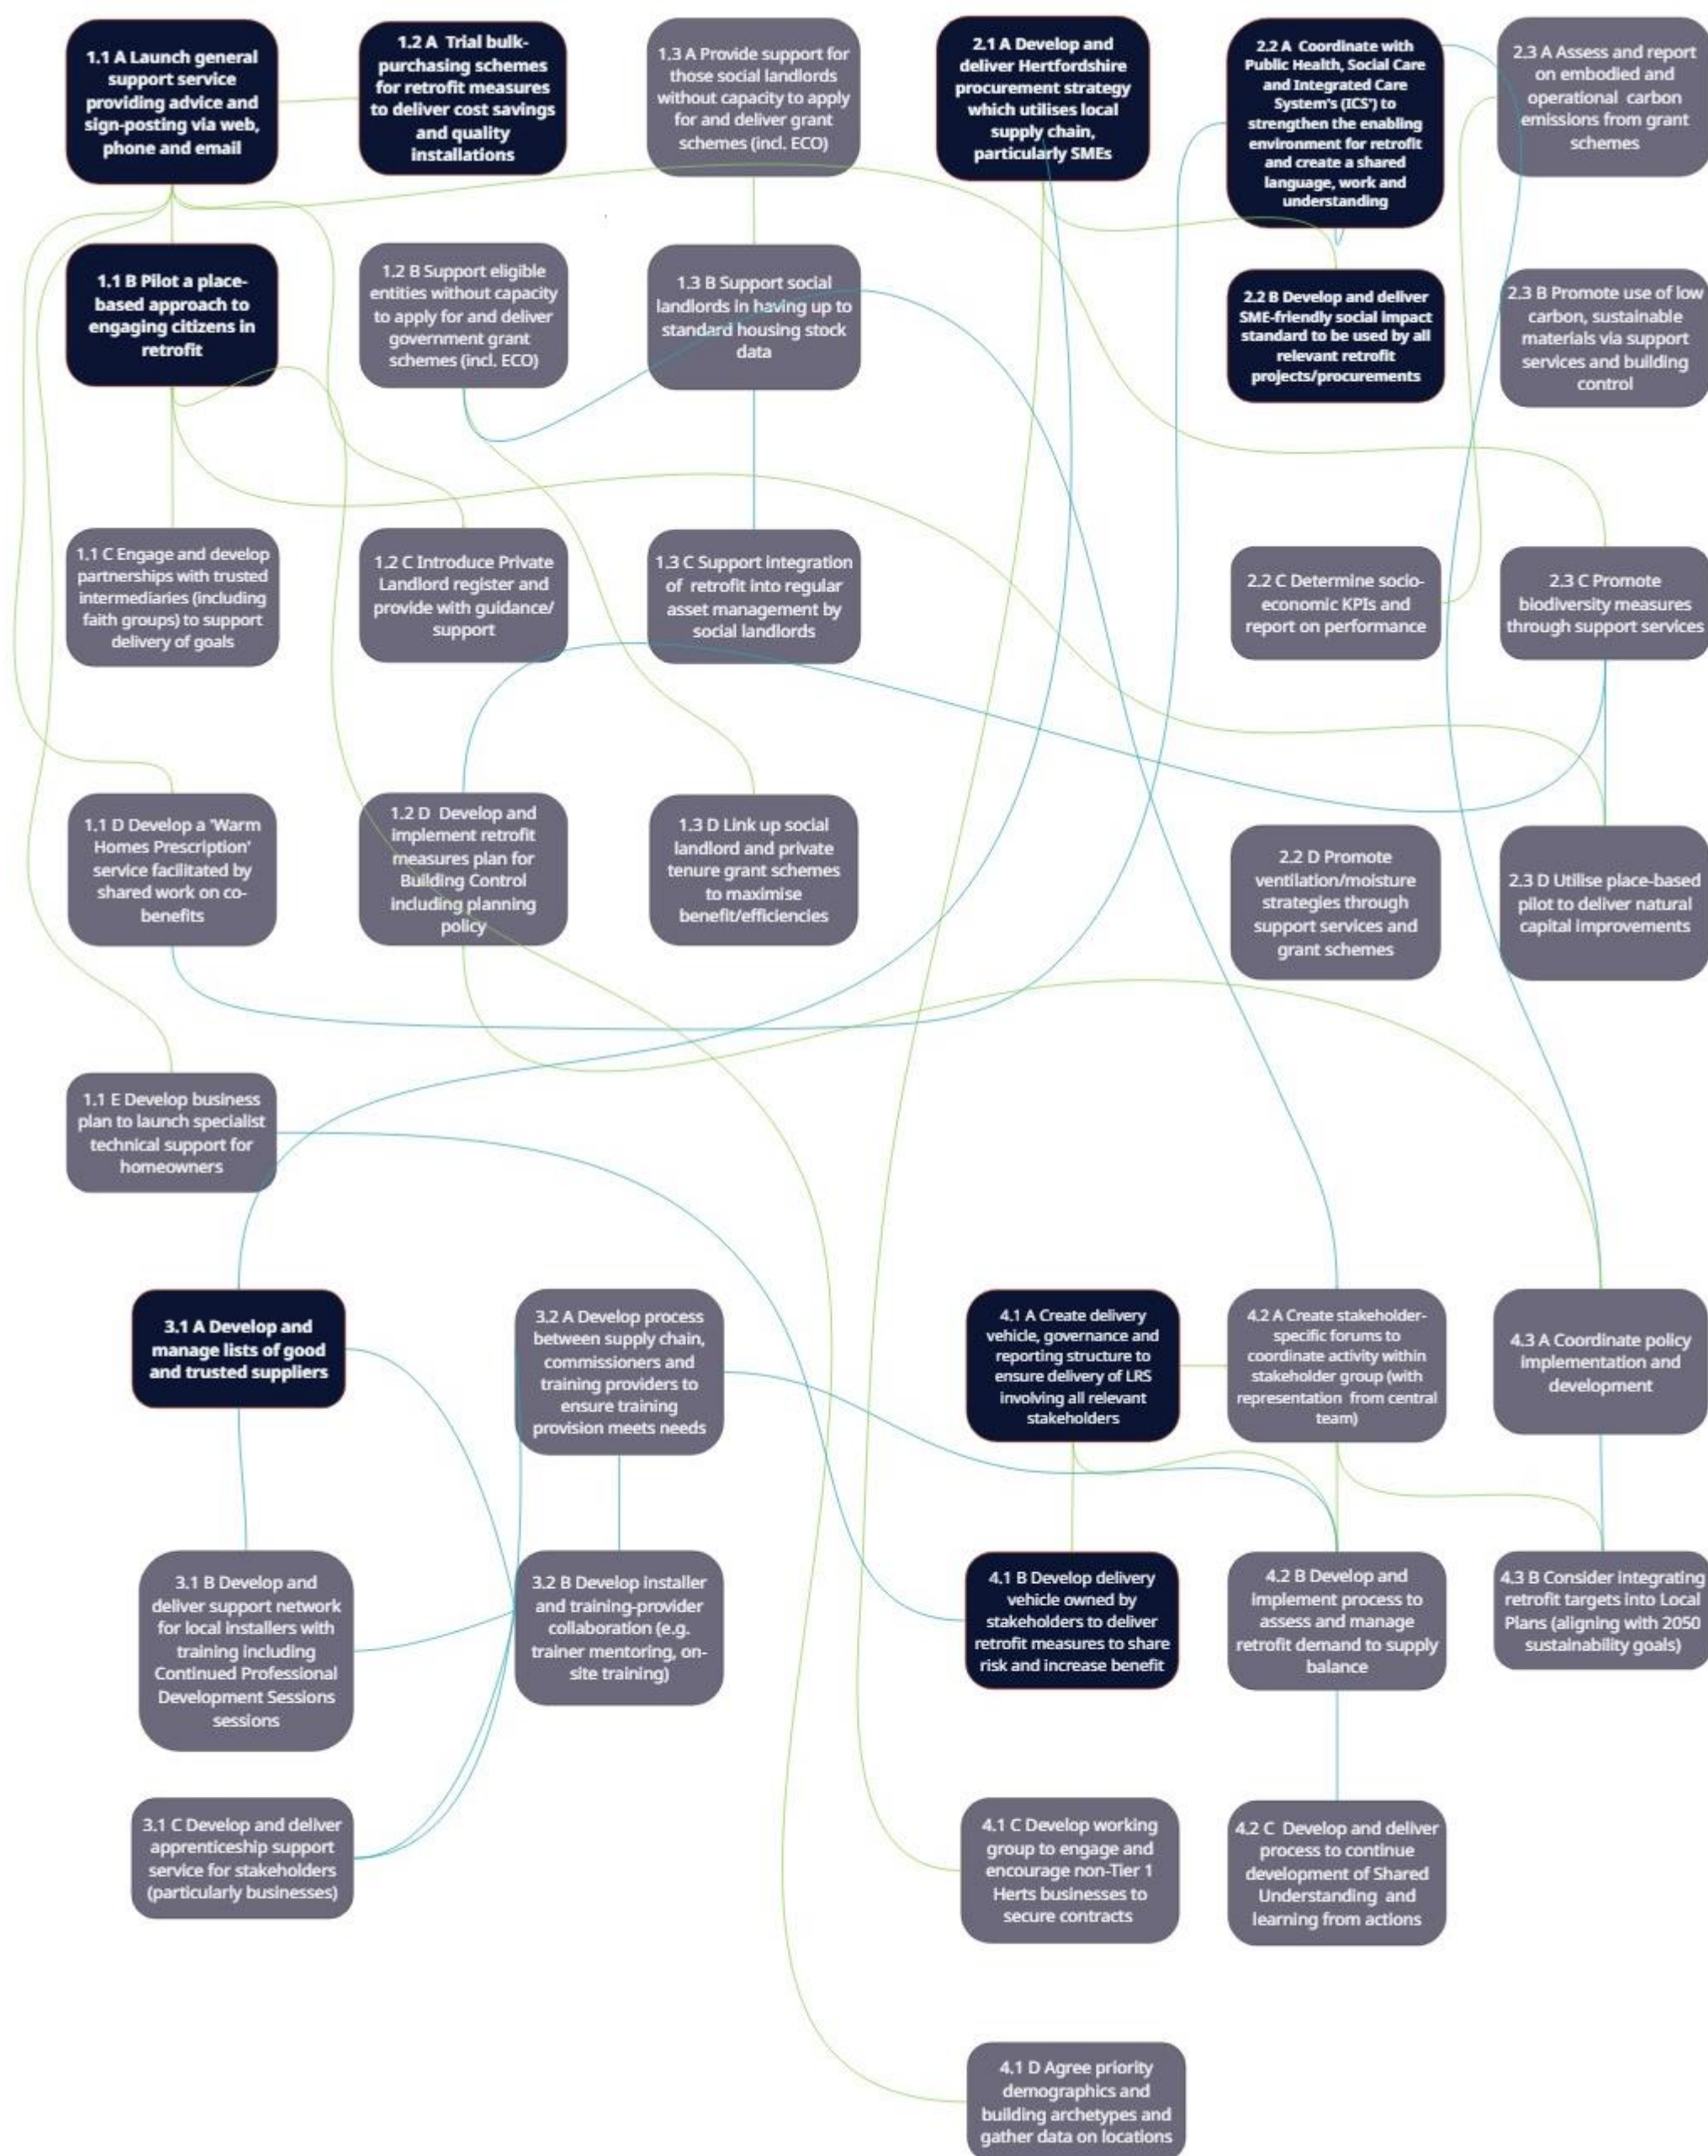 1.1 A Launch general
support service
providing advice and
sign-posting via web,
phone and email
1.2 A Trial bulk-
purchasing schemes
for retrofit measures
to deliver cost savings
and quality
installations
1.3 A Provide support for
those social landlords
without capacity to apply
for and deliver grant
schemes (incl. ECO)
2.1 A Develop and
deliver Hertfordshire
procurement strategy
which utilises local
supply chain,
particularly SMEs
2.2 A Coordinate with
Public Health, Social Care
and Integrated Care
System's (ICS') to
strengthen the enabling
environment for retrofit
and create a shared
language, work and
understanding
2.3 A Assess and report
on embodied and
operational carbon
emissions from grant
schemes
1.1 B Pilot a place-
based approach to
engaging citizens in
retrofit
1.2 B Support eligible
entities without capacity
to apply for and deliver
government grant
schemes (incl. ECO)
1.3 B Support social
landlords in having up to
standard housing stock
data
2.2 B Develop and deliver
SME-friendly social impact
standard to be used by all
relevant retrofit
projects/procurements
2.3 B Promote use of low
carbon, sustainable
materials via support
services and building
control
1.1 C Engage and develop
partnerships with trusted
intermediaries (including
faith groups) to support
delivery of goals
1.2 C Introduce Private
Landlord register and
provide with guidance/
support
1.3 C Support integration
of retrofit into regular
asset management by
social landlords
2.2 C Determine socio-
economic KPIs and
report on performance
2.3 C Promote
biodiversity measures
through support services
1.1 D Develop a 'Warm
Homes Prescription'
service facilitated by
shared work on co-
benefits
1.2 D Develop and
implement retrofit
measures plan for
Building Control
including planning
policy
1.3 D Link up social
landlord and private
tenure grant schemes
to maximise
benefit/efficiencies
2.2 D Promote
ventilation/moisture
strategies through
support services and
grant schemes
2.3 D Utilise place-based
pilot to deliver natural
capital improvements
1.1 E Develop business
plan to launch specialist
technical support for
homeowners
3.1 A Develop and
manage lists of good
and trusted suppliers
3.2 A Develop process
between supply chain,
commissioners and
training providers to
ensure training
provision meets needs
4.1 A Create delivery
vehicle, governance and
reporting structure to
ensure delivery of LRS
involving all relevant
stakeholders
4.2 A Create stakeholder-
specific forums to
coordinate activity within
stakeholder group (with
representation from central
team)
4.3 A Coordinate policy
implementation and
development
3.1 B Develop and
deliver support network
for local installers with
training including
Continued Professional
Development Sessions
sessions
3.2 B Develop installer
and training-provider
collaboration (e.g.
trainer mentoring, on-
site training)
4.1 B Develop delivery
vehicle owned by
stakeholders to deliver
retrofit measures to share
risk and increase benefit
4.2 B Develop and
implement process to
assess and manage
retrofit demand to supply
balance
4.3 B Consider integrating
retrofit targets into Local
Plans (aligning with 2050
sustainability goals)
3.1 C Develop and deliver
apprenticeship support
service for stakeholders
(particularly businesses)
4.1 C Develop working
group to engage and
encourage non-Tier 1
Herts businesses to
secure contracts
4.2 C Develop and deliver
process to continue
development of Shared
Understanding and
learning from actions
4.1 D Agree priority
demographics and
building archetypes and
gather data on locations